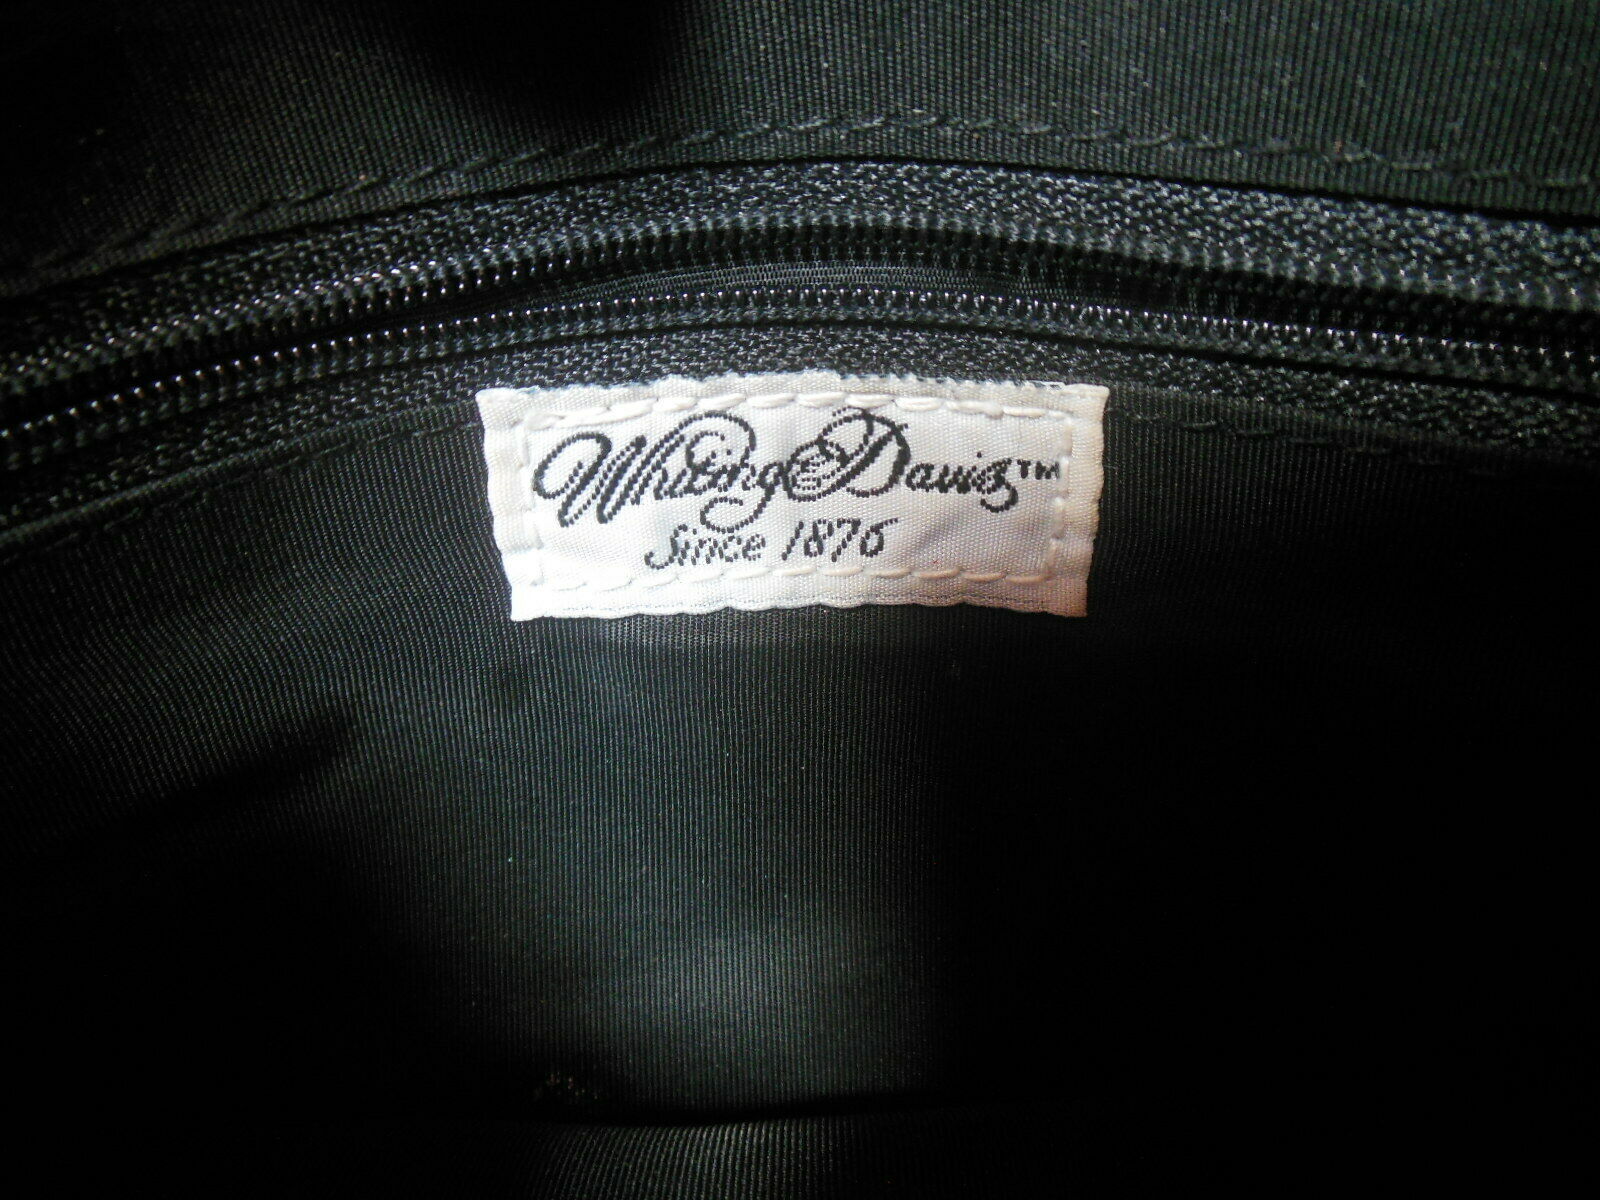 Whiting & Davis™
Since 1876